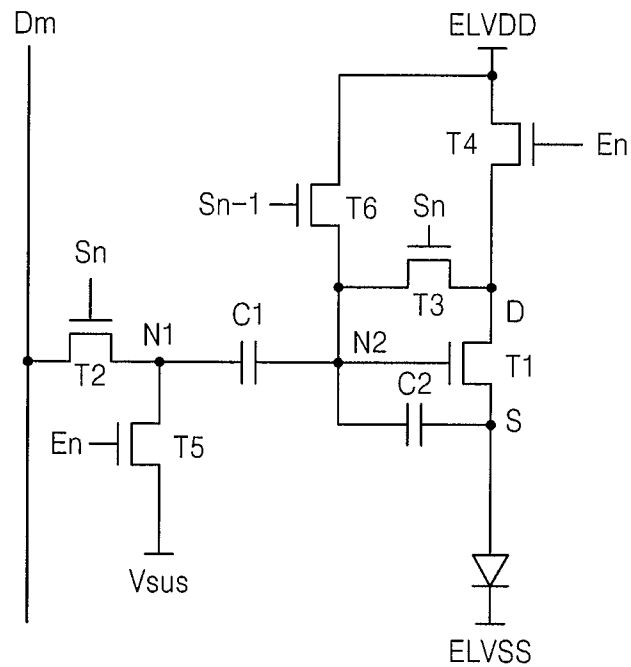 Dm
ELVDD
T4
En
Sn-1
T6
Sn
Sn
T3
D
N1
C1
N2
T1
T2
C2
S
En
T5
Vsus
ELVSS